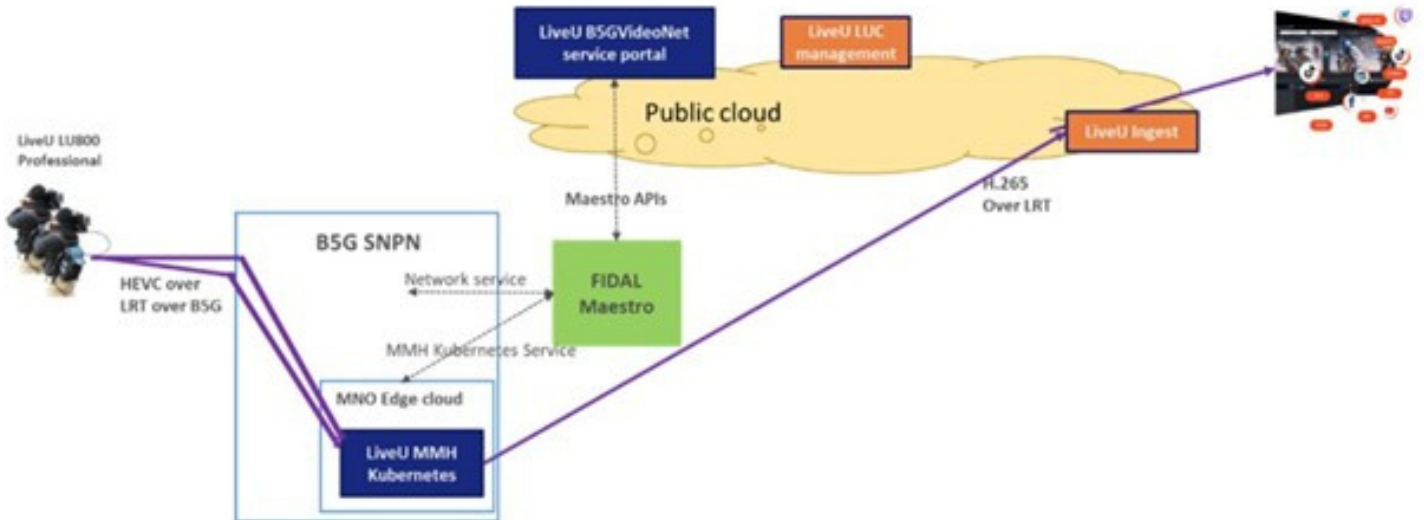 LiveU B5GVideoNet
service portal
LiveU LUC
management
Public cloud
LiveU Ingest
LiveU LU800
Professional
H.265
Over LRT
Maestro APIs
B5G SNPN
HEVC over
LRT over B5G
Network service
FIDAL
Maestro
MMH Kubernetes Service
MNO Edge cloud
LiveU MMH
Kubernetes